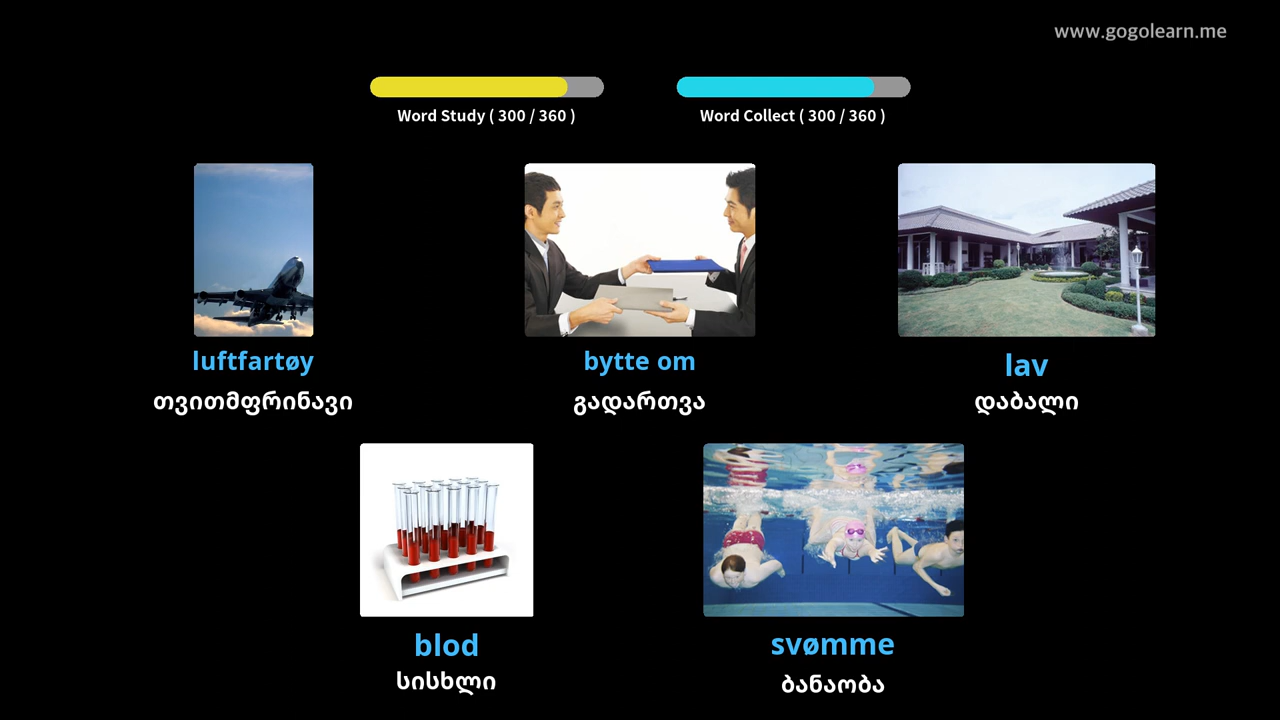 www.gogolearn.me
Word Study ( 300 / 360 )
Word Collect ( 300 / 360 )
luftfartøy
bytte om
lav
თვითმფრინავი
გადართვა
დაბალი
blod
svømme
სისხლი
ბანაობა